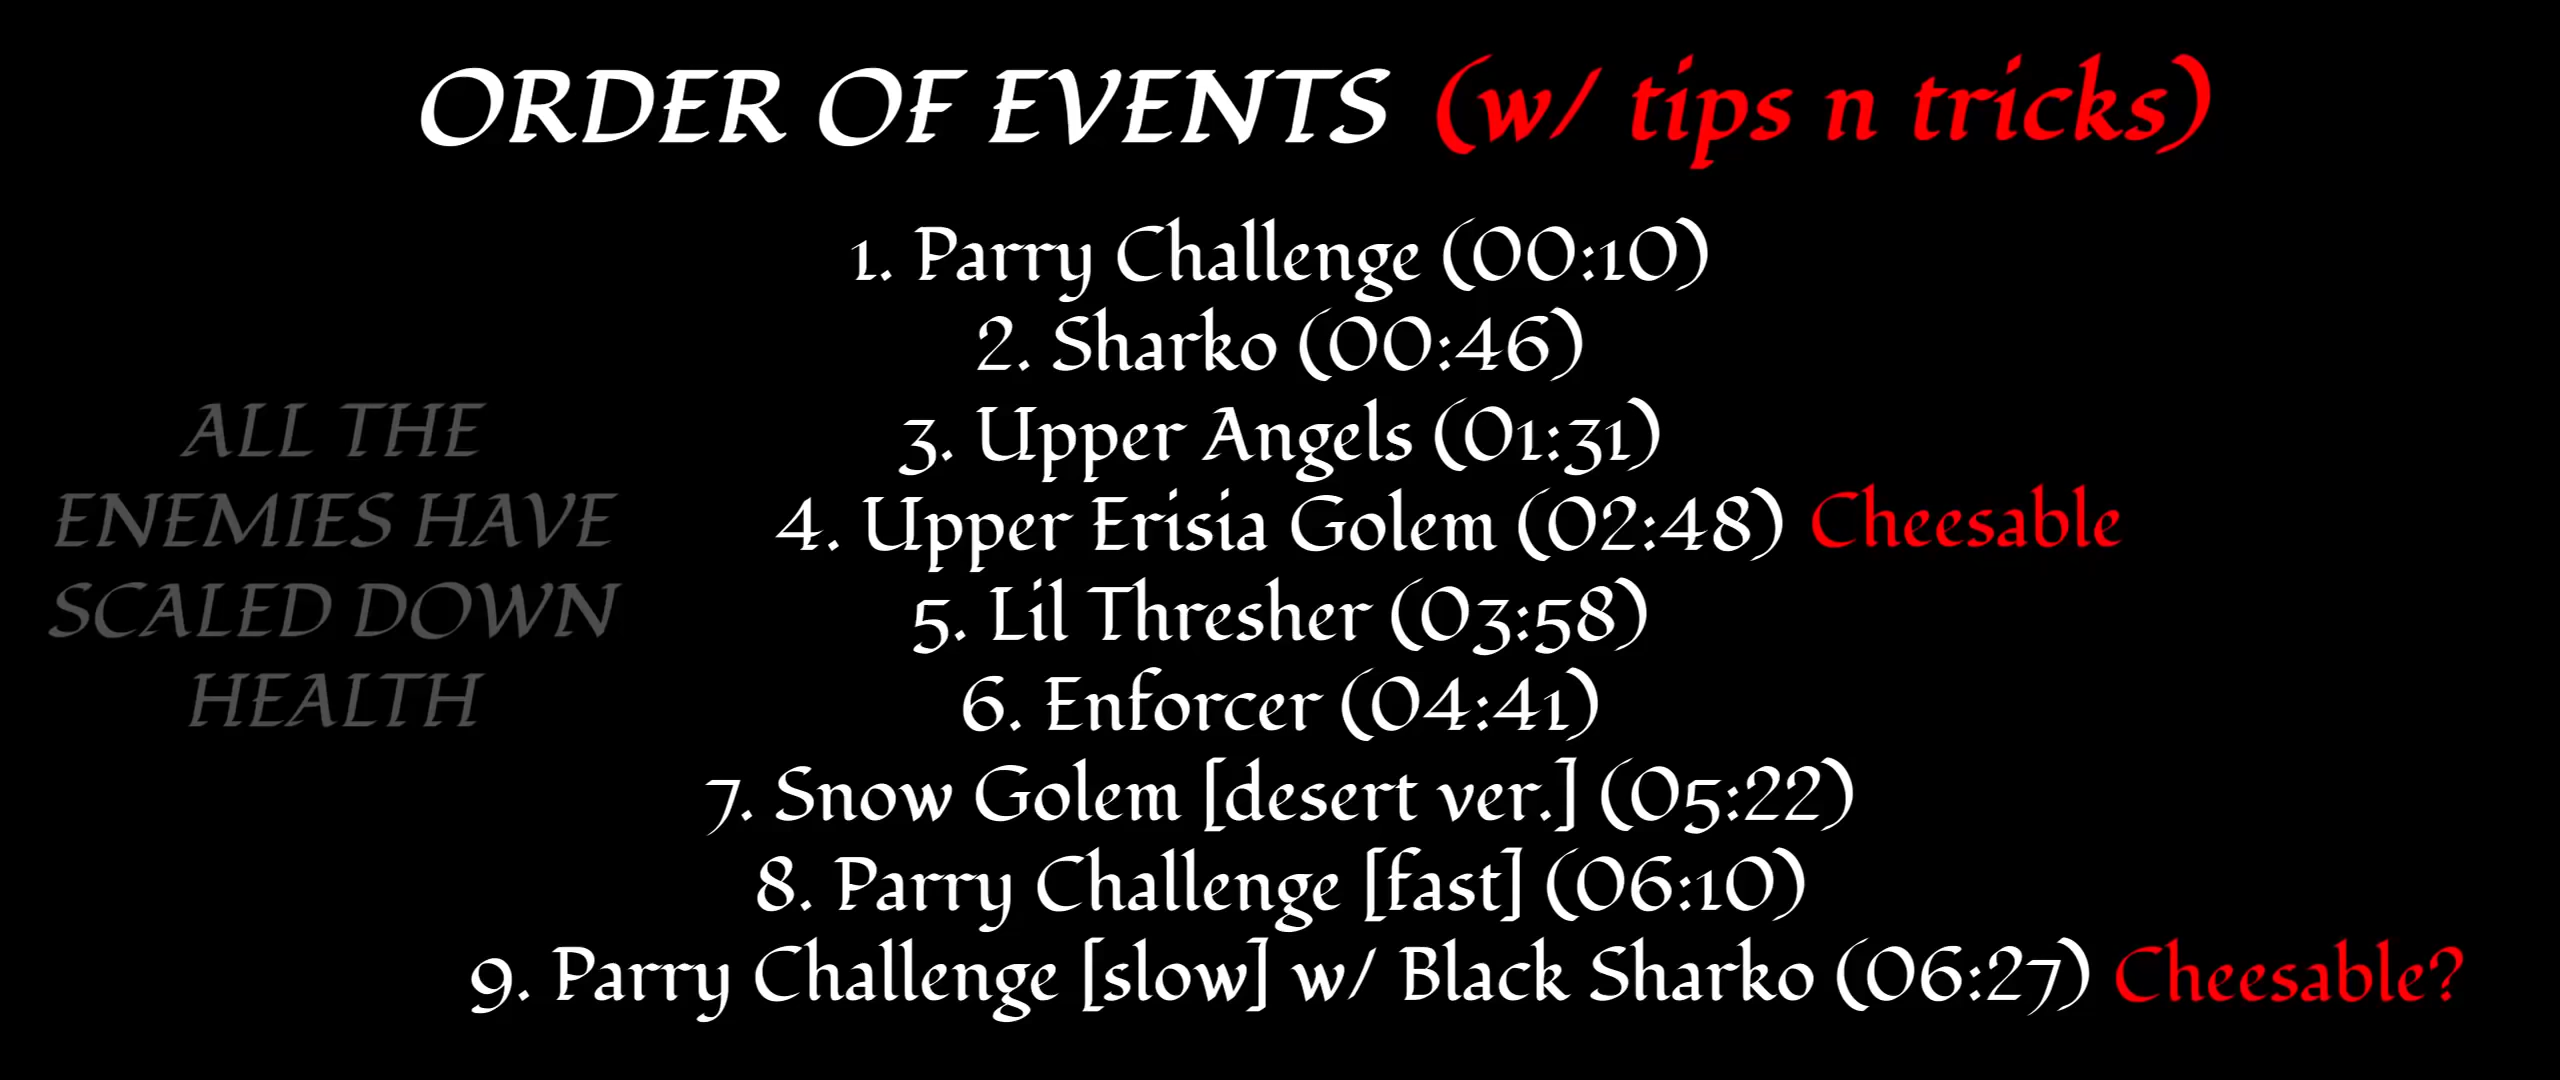 ORDER OF EVENTS (w/ tips n tricks)
1. Parry Challenge (00:10)
2. Sharko (00:46)
3. Upper Angels (01:31)
4. Upper Erisia Golem (02:48) Cheesable
5. Lil Thresher (03:58)
6. Enforcer (04:41)
7. Snow Golem [desert ver.] (05:22)
8. Parry Challenge [fast] (06:10)
9. Parry Challenge [slow] w/ Black Sharko (06:27) Cheesable?
ALL THE
ENEMIES HAVE
SCALED DOWN
HEALTH